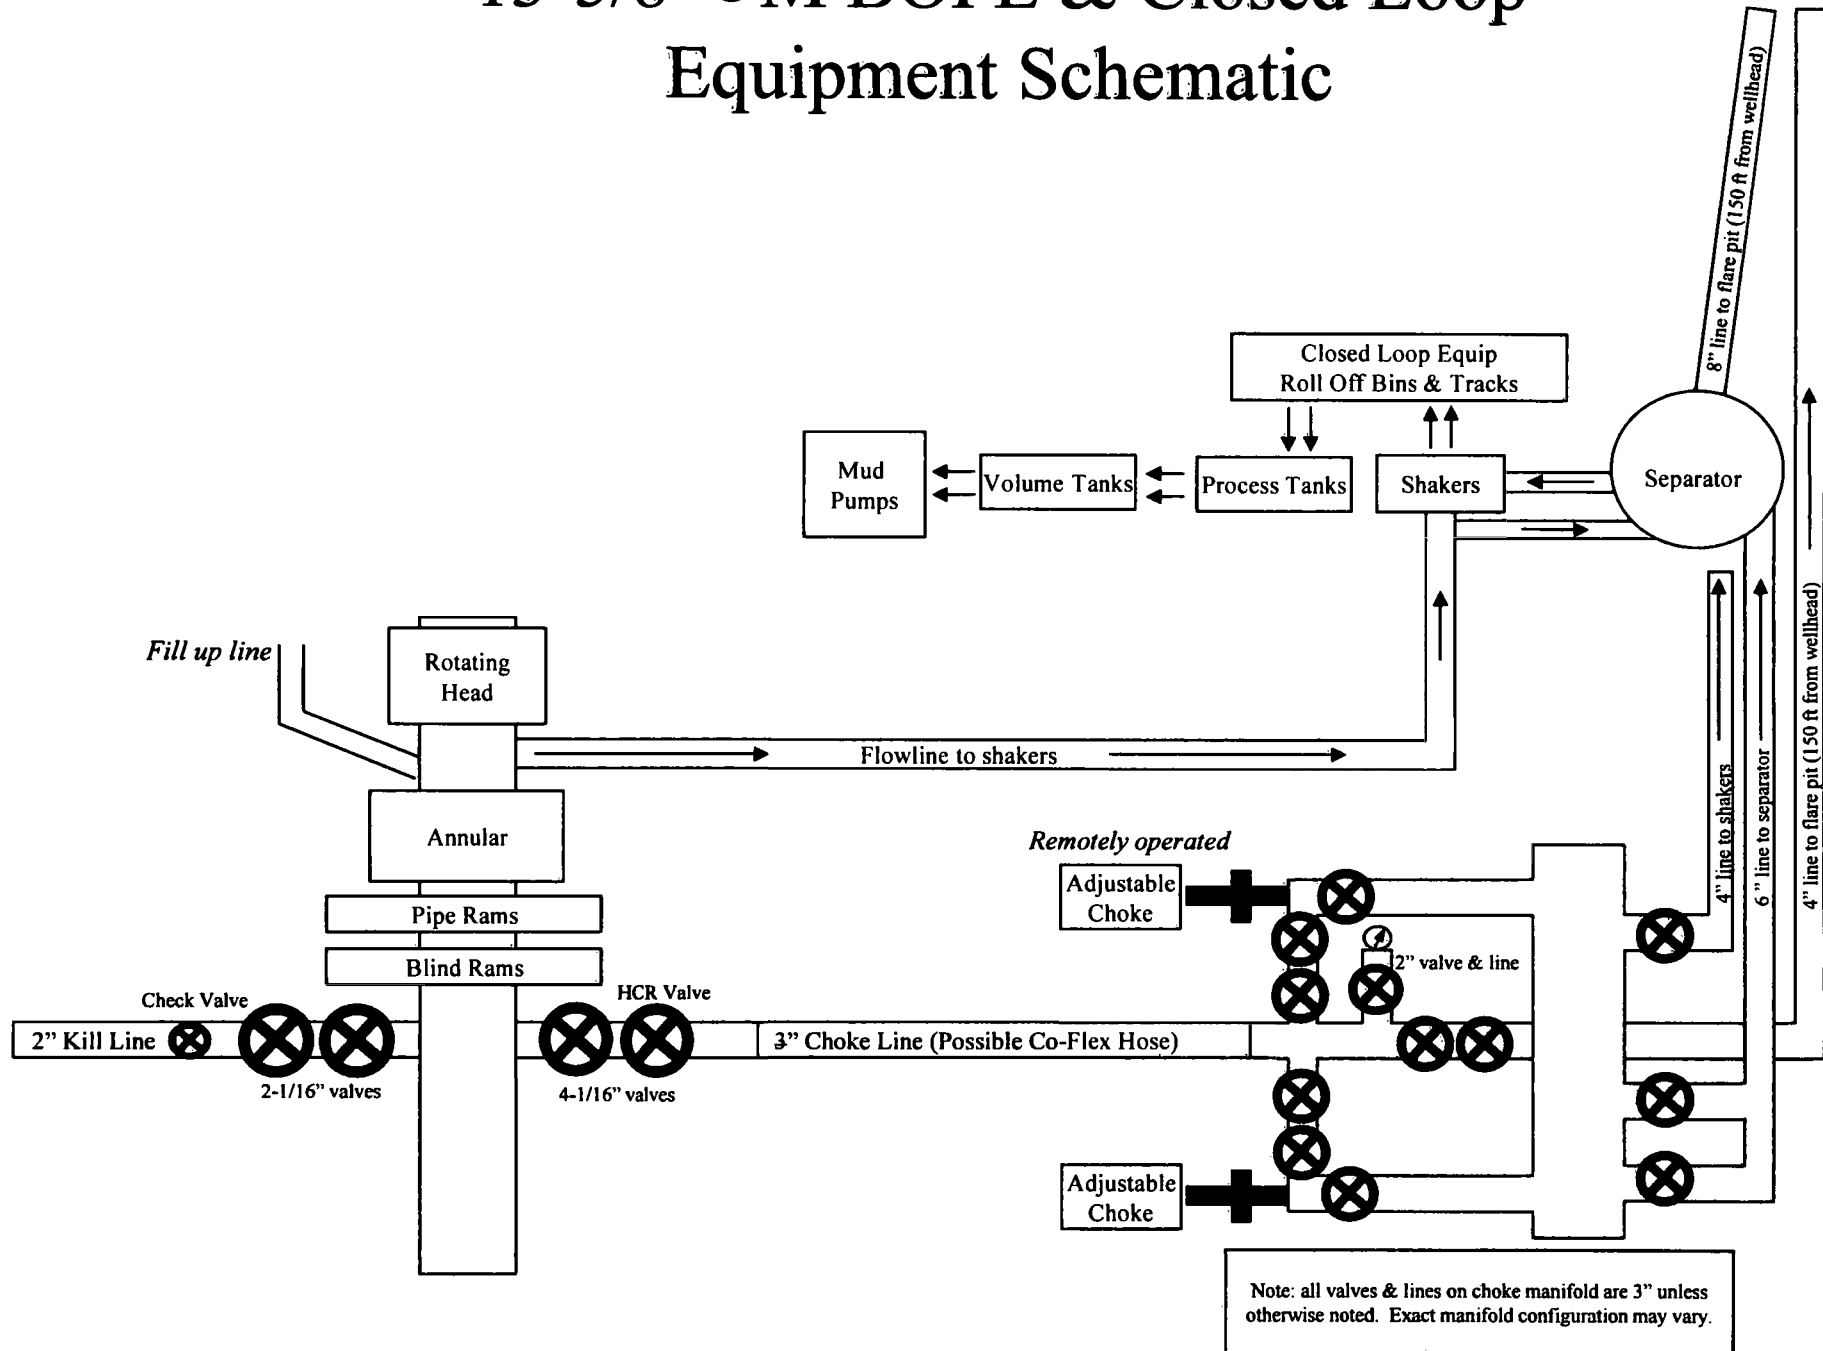 BOPE & Closed Loop
Equipment Schematic
8" line to flare pit (150 ft from wellhead)
Closed Loop Equip
Roll Off Bins & Tracks
Mud
Pumps
Volume Tanks
Process Tanks
Shakers
Separator
Fill up line
Rotating
Head
Flowline to shakers
Annular
Pipe Rams
Blind Rams
Check Valve
HCR Valve
2" Kill Line
3" Choke Line (Possible Co-Flex Hose)
2-1/16" valves
4-1/16" valves
Remotely operated
Adjustable
Choke
2" valve & line
Adjustable
Choke
4" line to shakers
6" line to separator
4" line to flare pit (150 ft from wellhead)
Note: all valves & lines on choke manifold are 3" unless
otherwise noted. Exact manifold configuration may vary.